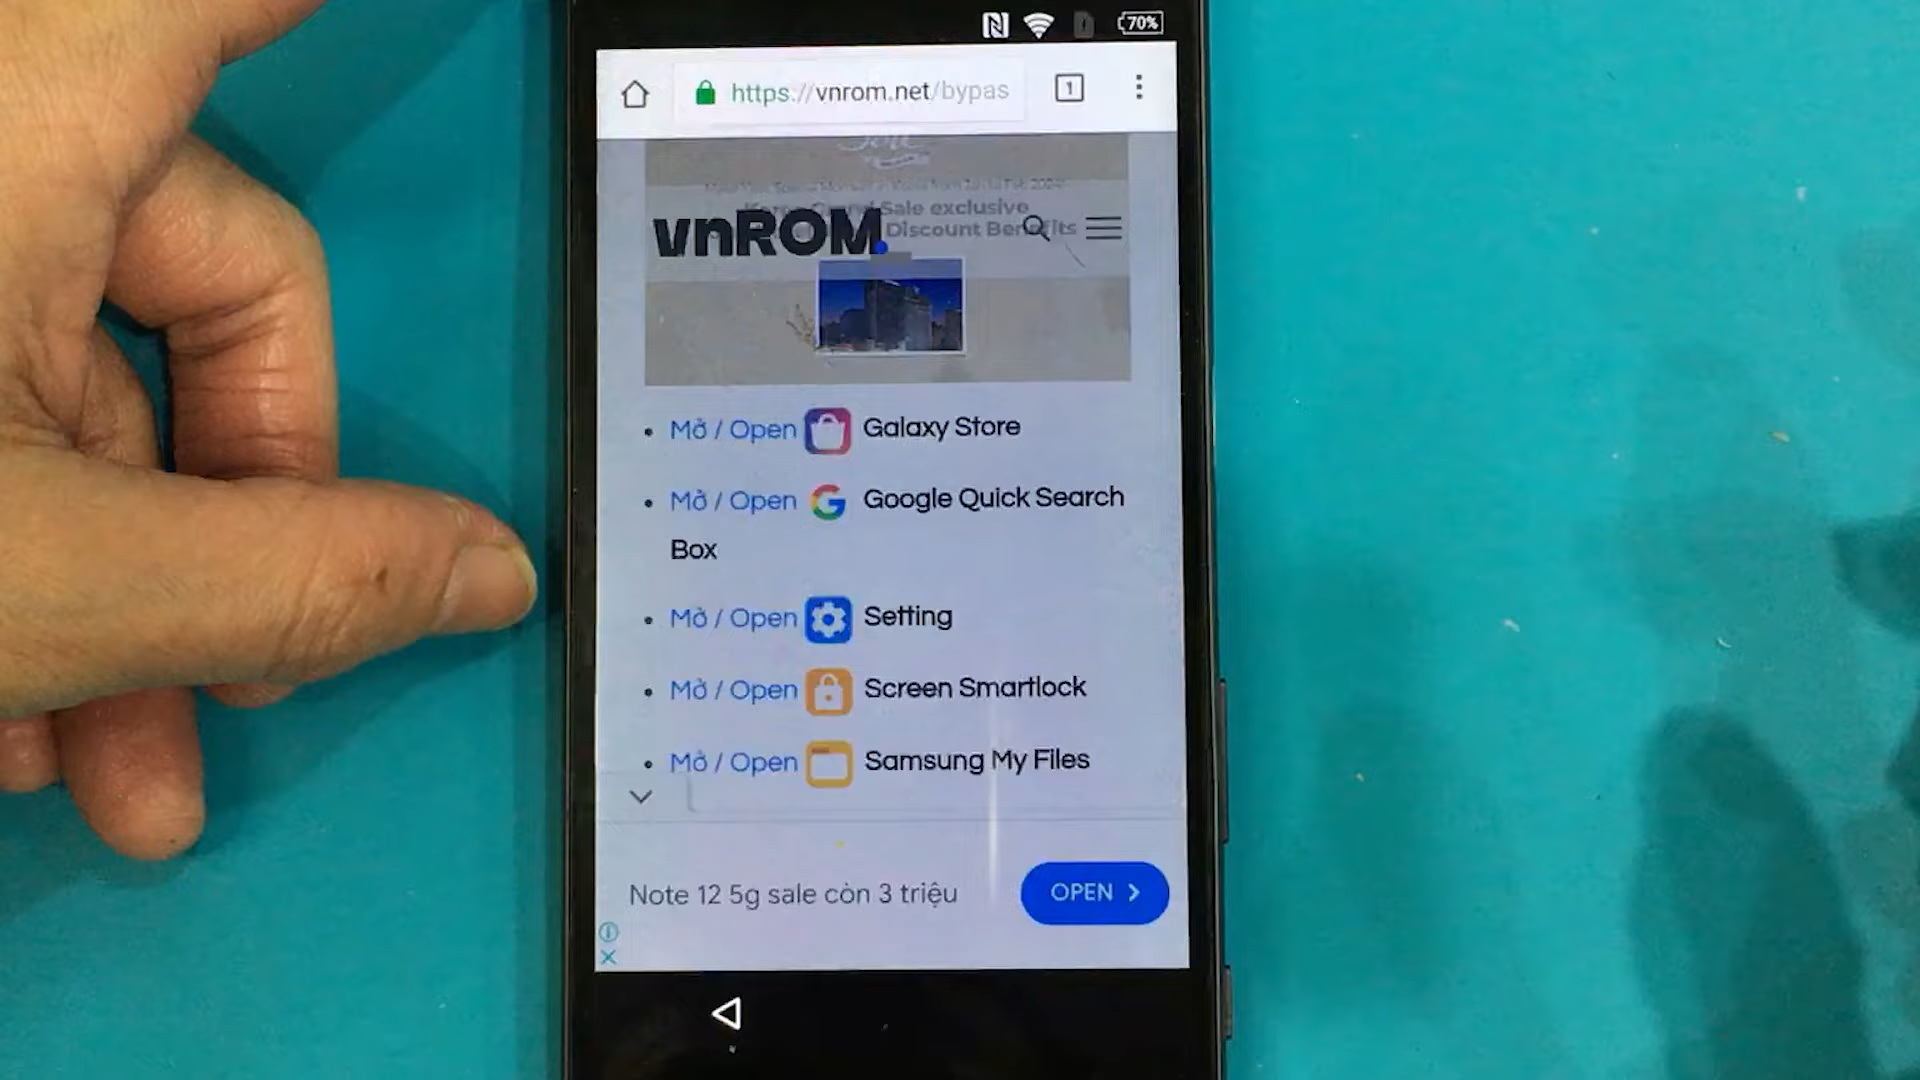 70%
https://vnrom.net/bypas
1
Korea Grand Sale exclusive
vnROM.
Discount Benefits
Mở / Open Galaxy Store
Mở / Open Google Quick Search
Box
Mở / Open Setting
Mở / Open Screen Smartlock
Mở / Open Samsung My Files
Note 12 5g sale còn 3 triệu
OPEN